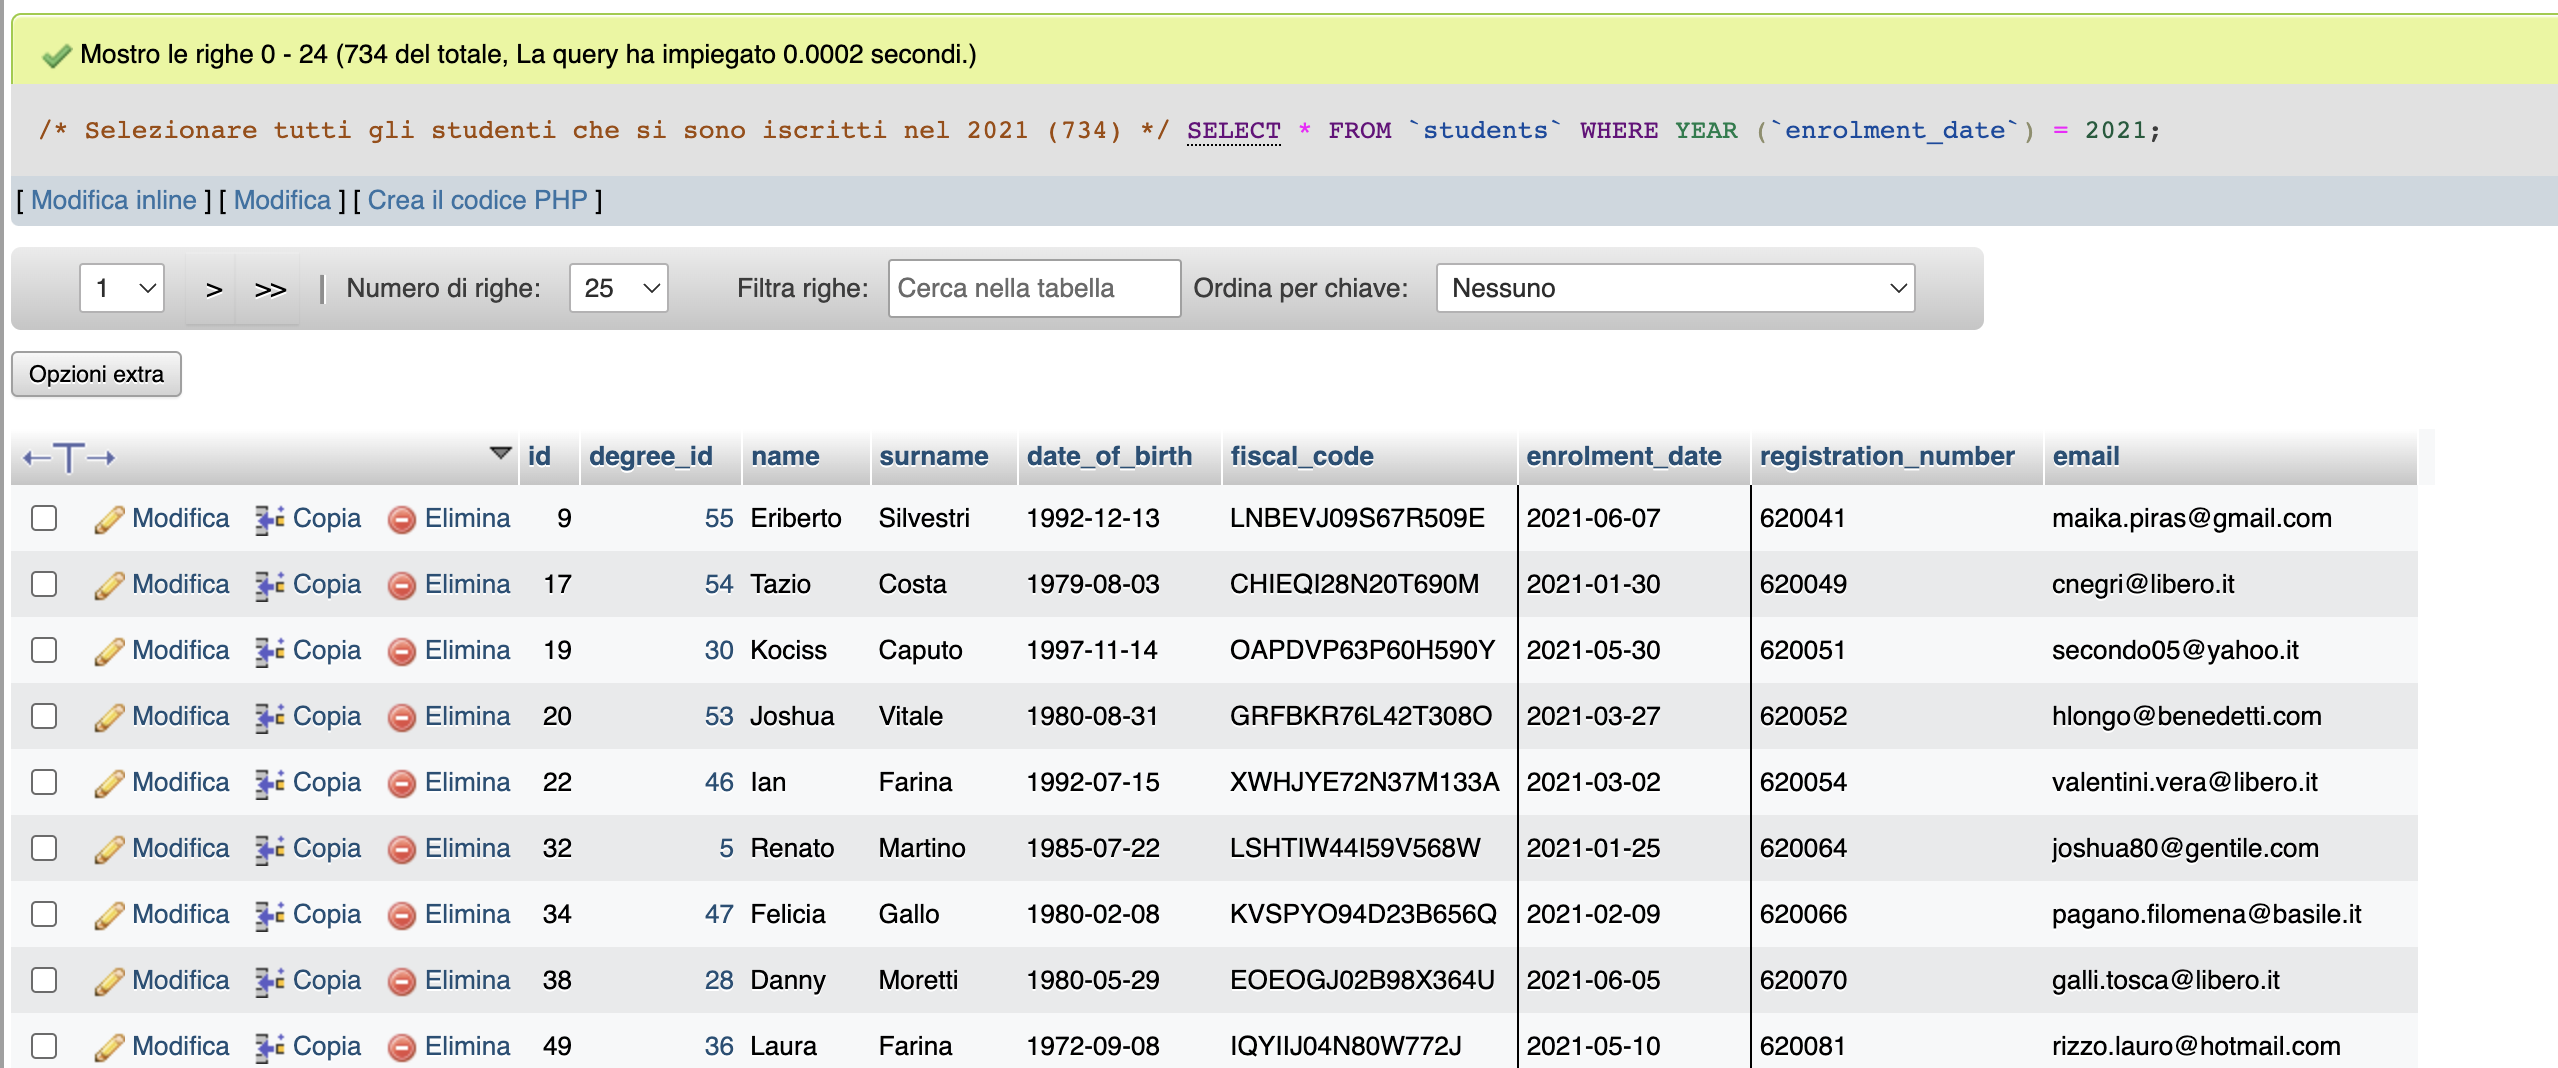 Mostro le righe 0 - 24 (734 del totale, La query ha impiegato 0.0002 secondi.)
/* Selezionare tutti gli studenti che si sono iscritti nel 2021 (734) */ SELECT * FROM `students` WHERE YEAR (`enrolment_date`) = 2021;
[ Modifica inline ] [ Modifica ] [ Crea il codice PHP ]
1 > >> | Numero di righe: 25 Filtra righe: Cerca nella tabella Ordina per chiave: Nessuno
Opzioni extra
←T→ id degree_id name surname date_of_birth fiscal_code enrolment_date registration_number email
Modifica Copia Elimina 9 55 Eriberto Silvestri 1992-12-13 LNBEVJ09S67R509E 2021-06-07 620041 maika.piras@gmail.com
Modifica Copia Elimina 17 54 Tazio Costa 1979-08-03 CHIEQI28N20T690M 2021-01-30 620049 cnegri@libero.it
Modifica Copia Elimina 19 30 Kociss Caputo 1997-11-14 OAPDVP63P60H590Y 2021-05-30 620051 secondo05@yahoo.it
Modifica Copia Elimina 20 53 Joshua Vitale 1980-08-31 GRFBKR76L42T308O 2021-03-27 620052 hlongo@benedetti.com
Modifica Copia Elimina 22 46 Ian Farina 1992-07-15 XWHJYE72N37M133A 2021-03-02 620054 valentini.vera@libero.it
Modifica Copia Elimina 32 5 Renato Martino 1985-07-22 LSHTIW44I59V568W 2021-01-25 620064 joshua80@gentile.com
Modifica Copia Elimina 34 47 Felicia Gallo 1980-02-08 KVSPYO94D23B656Q 2021-02-09 620066 pagano.filomena@basile.it
Modifica Copia Elimina 38 28 Danny Moretti 1980-05-29 EOEOGJ02B98X364U 2021-06-05 620070 galli.tosca@libero.it
Modifica Copia Elimina 49 36 Laura Farina 1972-09-08 IQYIIJ04N80W772J 2021-05-10 620081 rizzo.lauro@hotmail.com